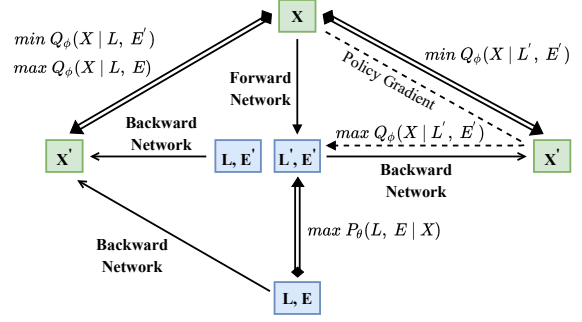 X
min Q_ϕ(X | L, E')
max Q_ϕ(X | L, E)
min Q_ϕ(X | L', E')
Policy Gradient
Forward
Network
Backward
Network
max Q_ϕ(X | L', E')
X'
L, E'
L', E'
X'
Backward
Network
max P_θ(L, E | X)
Backward
Network
L, E